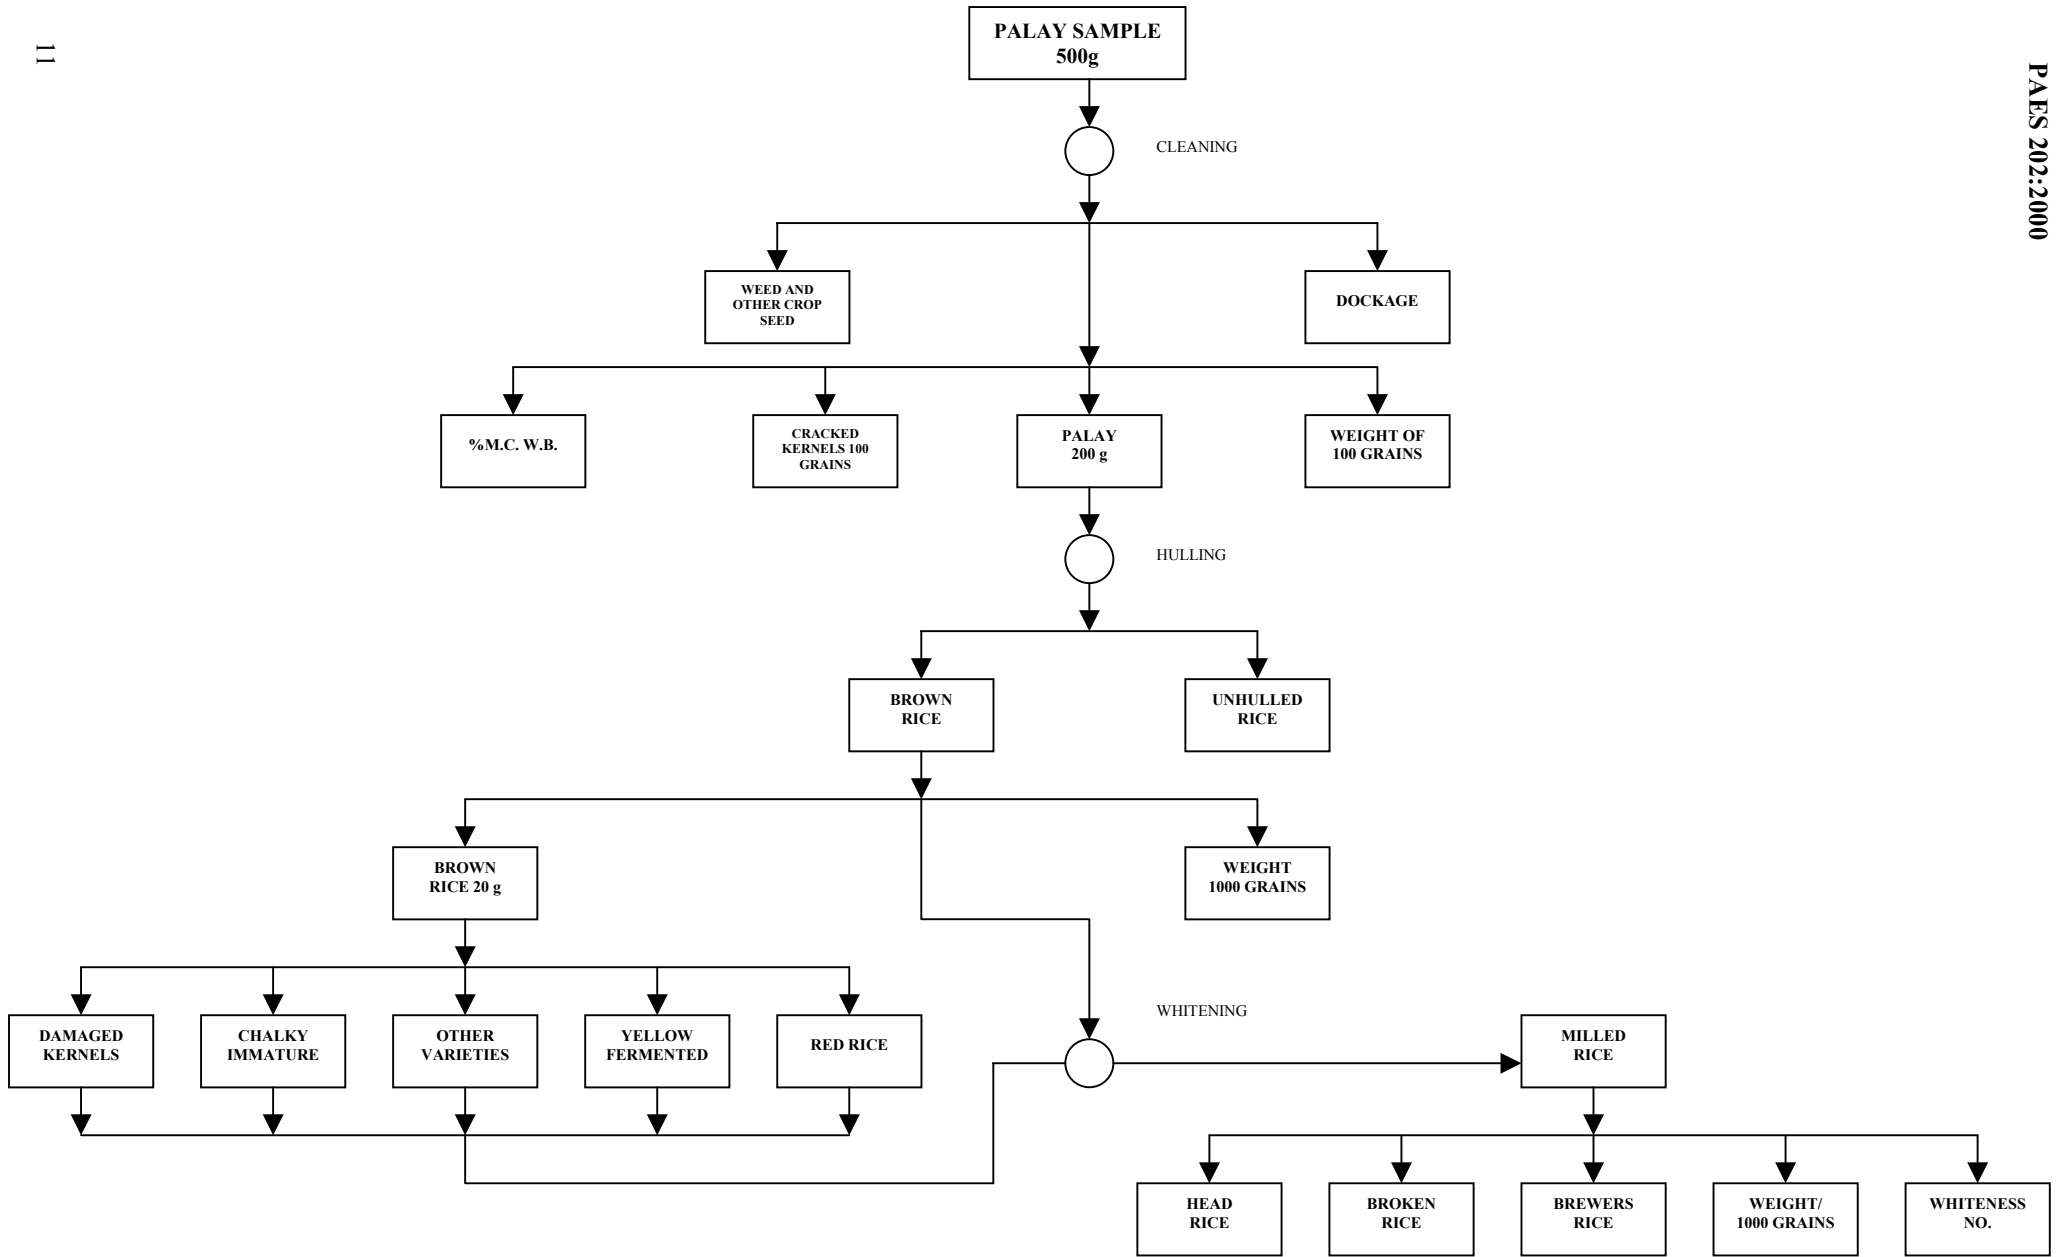 11
PAES 202:2000
PALAY SAMPLE
500g
CLEANING
WEED AND
OTHER CROP
SEED
DOCKAGE
%M.C. W.B.
CRACKED
KERNELS 100
GRAINS
PALAY
200 g
WEIGHT OF
100 GRAINS
HULLING
BROWN
RICE
UNHULLED
RICE
BROWN
RICE 20 g
WEIGHT
1000 GRAINS
DAMAGED
KERNELS
CHALKY
IMMATURE
OTHER
VARIETIES
YELLOW
FERMENTED
RED RICE
WHITENING
MILLED
RICE
HEAD
RICE
BROKEN
RICE
BREWERS
RICE
WEIGHT/
1000 GRAINS
WHITENESS
NO.